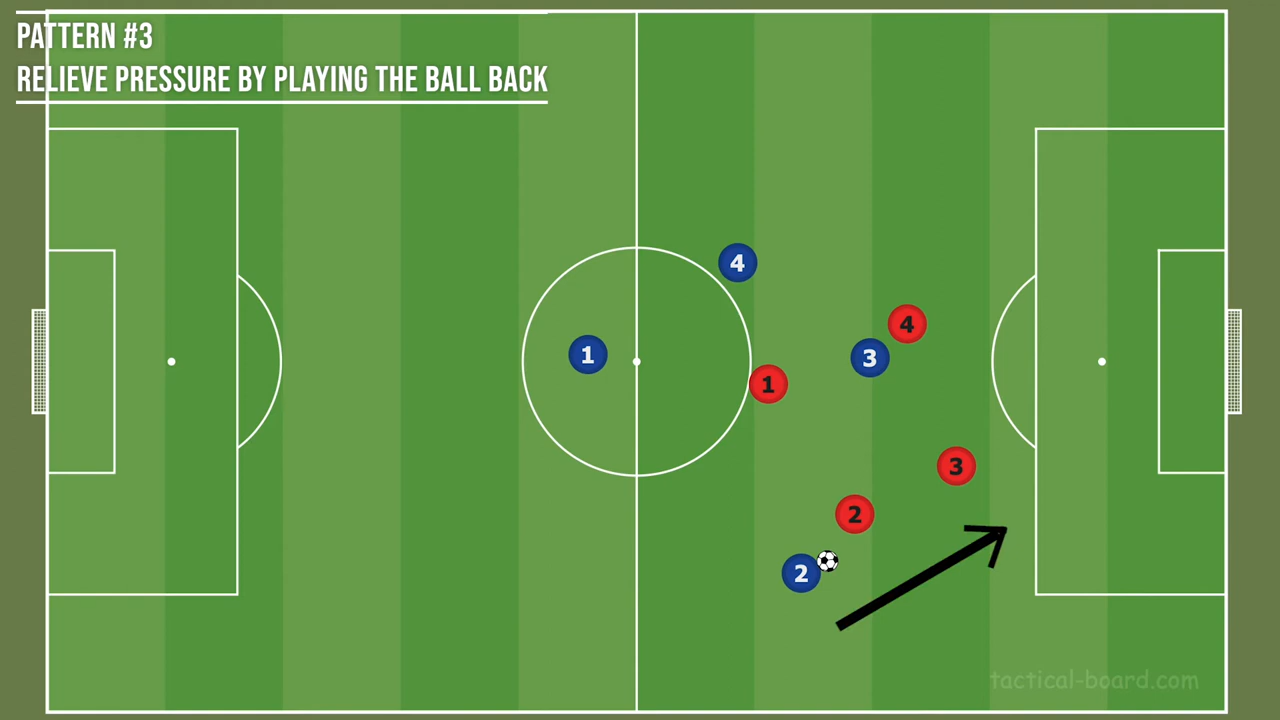 PATTERN #3
RELIEVE PRESSURE BY PLAYING THE BALL BACK
4
4
1
3
1
3
2
2
tactical-board.com